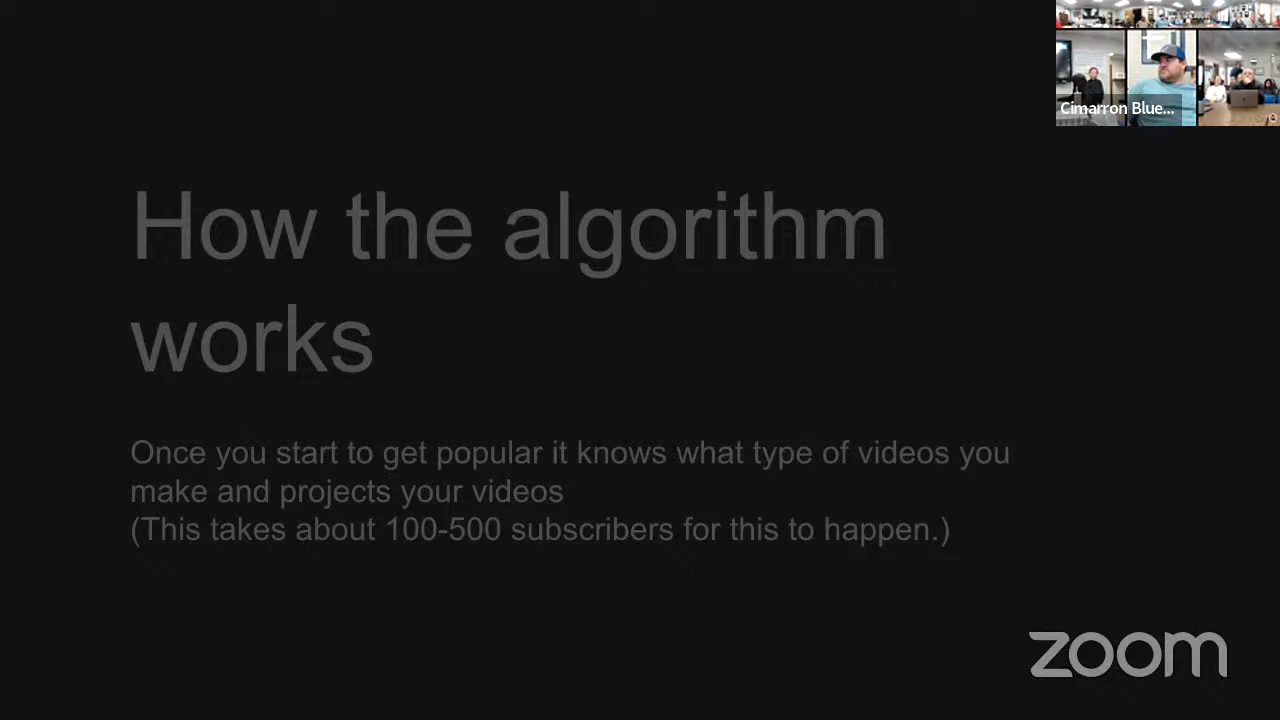 Cimarron Blue...
How the algorithm
works
Once you start to get popular it knows what type of videos you
make and projects your videos
(This takes about 100-500 subscribers for this to happen.)
zoom